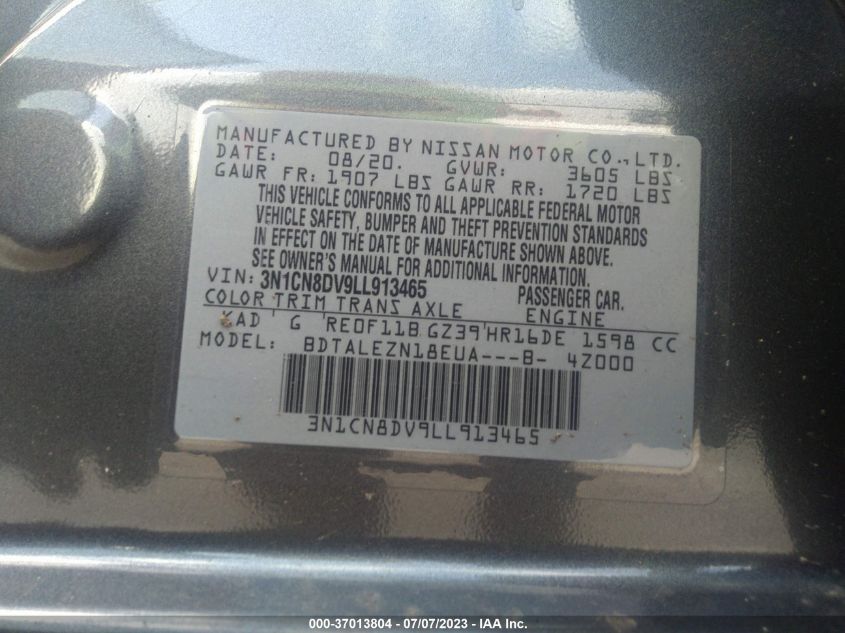 MANUFACTURED BY NISSAN MOTOR CO., LTD.
DATE: 08/20. GVWR: 3605 LBS
GAWR FR: 1907 LBS GAWR RR: 1720 LBS
THIS VEHICLE CONFORMS TO ALL APPLICABLE FEDERAL MOTOR
VEHICLE SAFETY, BUMPER AND THEFT PREVENTION STANDARDS
IN EFFECT ON THE DATE OF MANUFACTURE SHOWN ABOVE.
SEE OWNER'S MANUAL FOR ADDITIONAL INFORMATION.
VIN: 3N1CN8DV9LL913465 PASSENGER CAR.
COLOR TRIM TRANS AXLE ENGINE
KAD G RE0F11B GZ39 HR16DE 1598 CC
MODEL: BDTALEZN18EUA---B- 4Z000
3N1CN8DV9LL913465
000-37013804 - 07/07/2023 - IAA Inc.